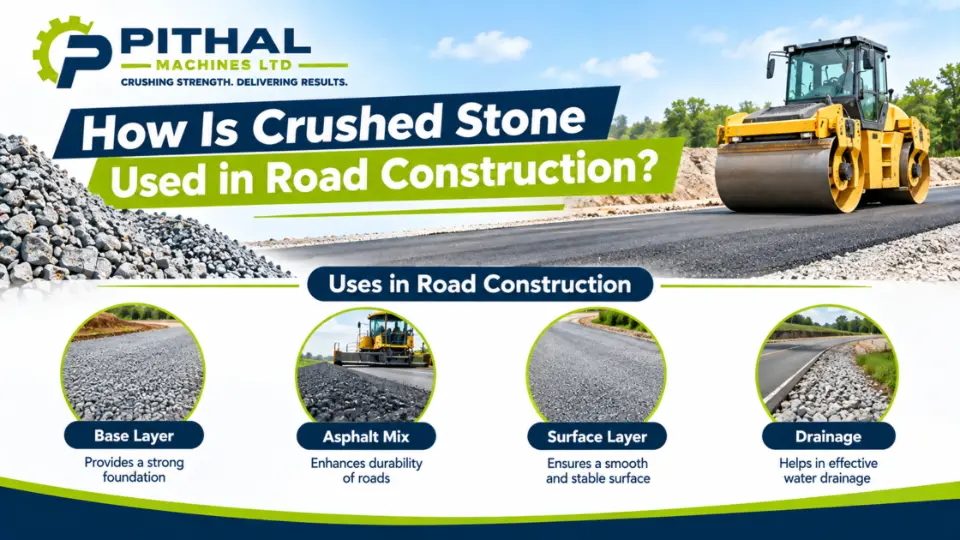 PITHAL
MACHINES LTD
CRUSHING STRENGTH. DELIVERING RESULTS.
How Is Crushed Stone
Used in Road Construction?
Uses in Road Construction
Base Layer
Provides a strong
foundation
Asphalt Mix
Enhances durability
of roads
Surface Layer
Ensures a smooth
and stable surface
Drainage
Helps in effective
water drainage